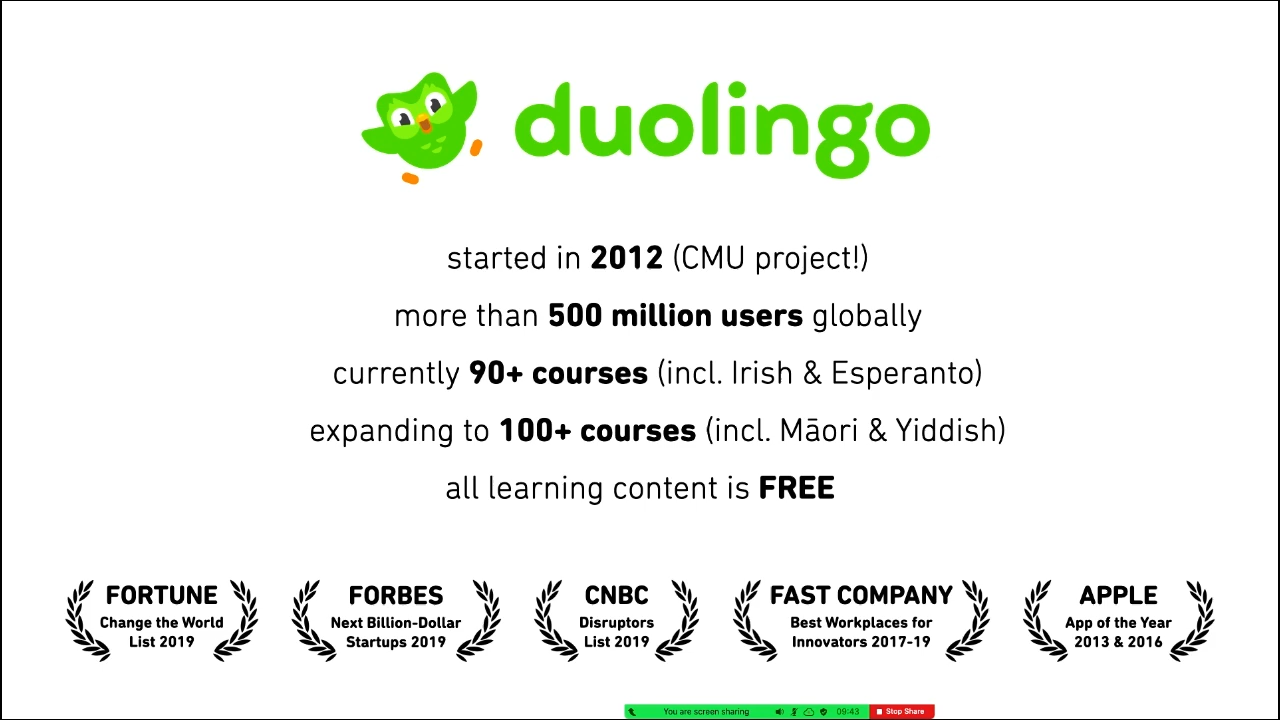 duolingo
started in 2012 (CMU project!)
more than 500 million users globally
currently 90+ courses (incl. Irish & Esperanto)
expanding to 100+ courses (incl. Māori & Yiddish)
all learning content is FREE
FORTUNE
Change the World
List 2019
FORBES
Next Billion-Dollar
Startups 2019
CNBC
Disruptors
List 2019
FAST COMPANY
Best Workplaces for
Innovators 2017-19
APPLE
App of the Year
2013 & 2016
You are screen sharing
09:43
Stop Share